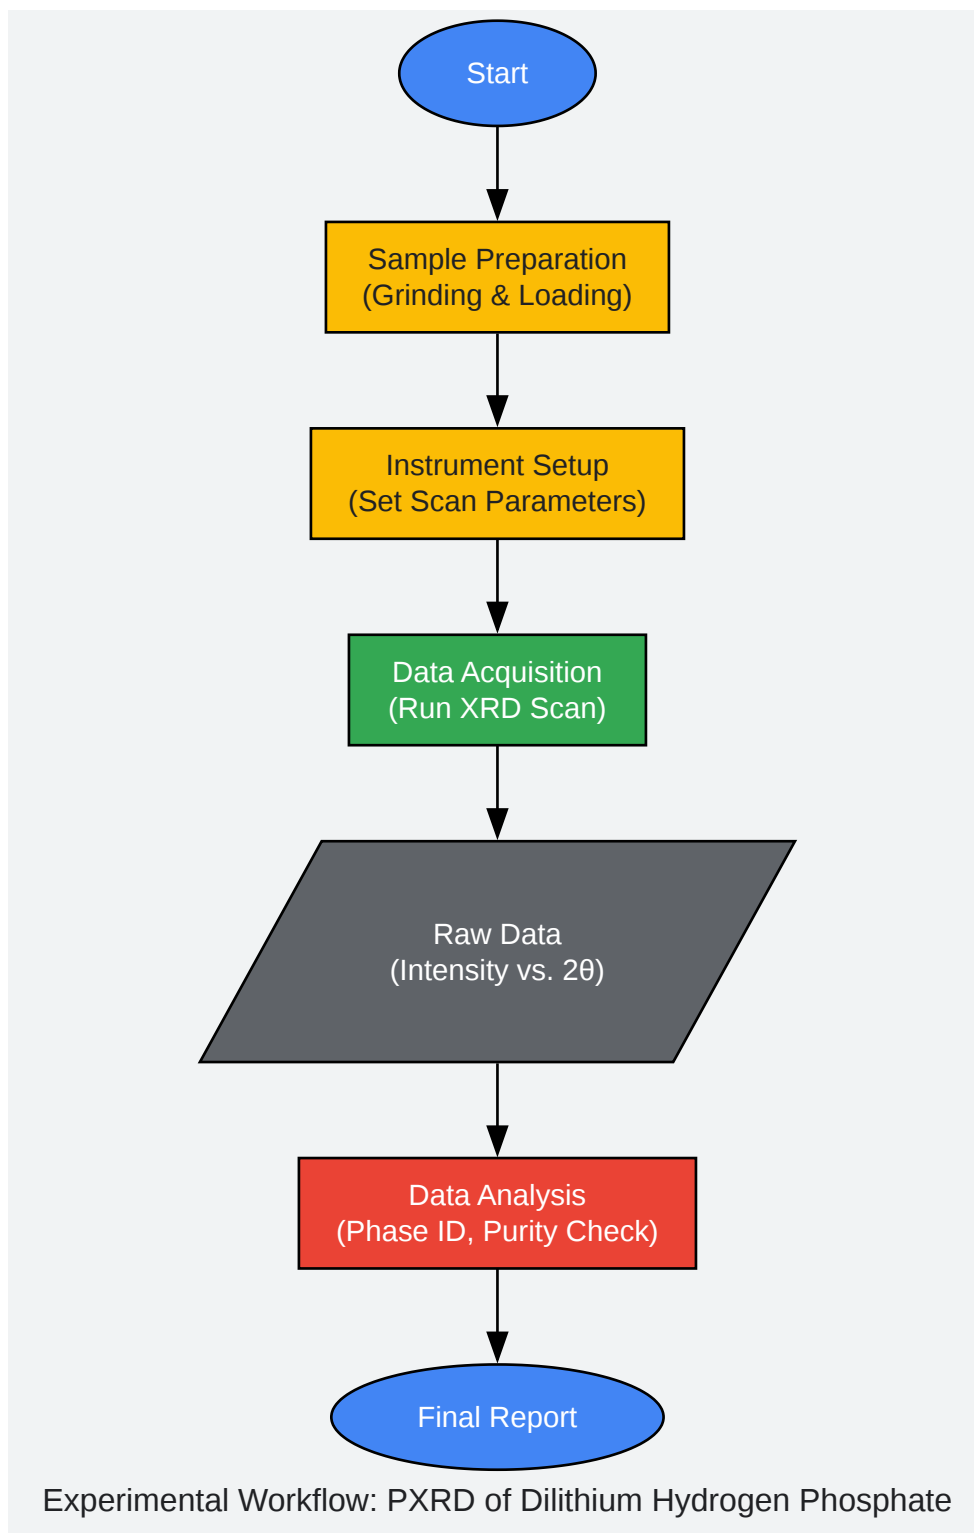 Start
Sample Preparation
(Grinding & Loading)
Instrument Setup
(Set Scan Parameters)
Data Acquisition
(Run XRD Scan)
Raw Data
(Intensity vs. 2θ)
Data Analysis
(Phase ID, Purity Check)
Final Report
Experimental Workflow: PXRD of Dilithium Hydrogen Phosphate